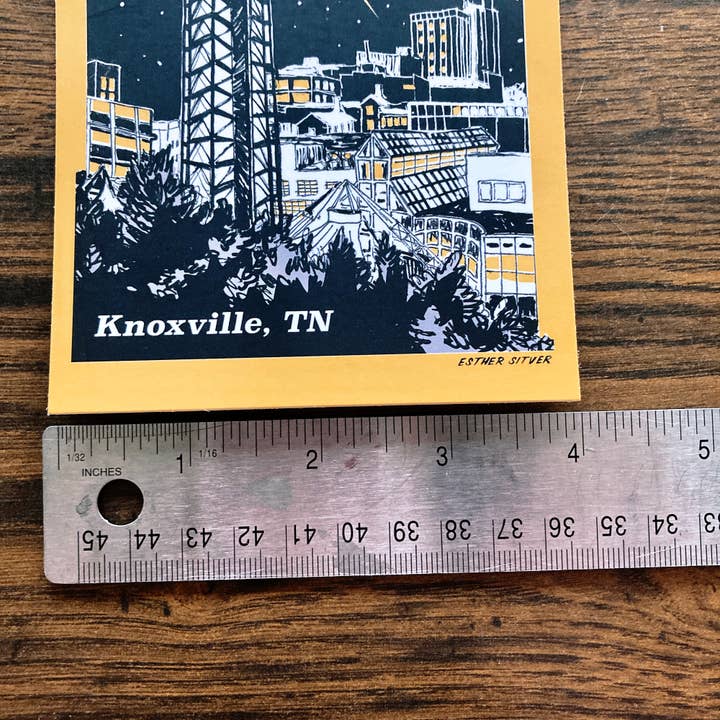 Knoxville, TN
ESTHER SITVER
1/32 1 1/16 2 3 4 5
INCHES
45 44 43 42 41 40 39 38 37 36 35 34 33